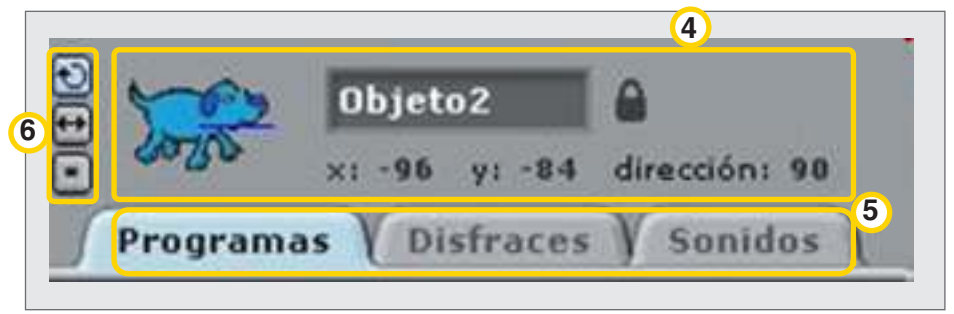 4
Objeto2
6
x: -96 y: -84 dirección: 90
5
Programas Disfraces Sonidos